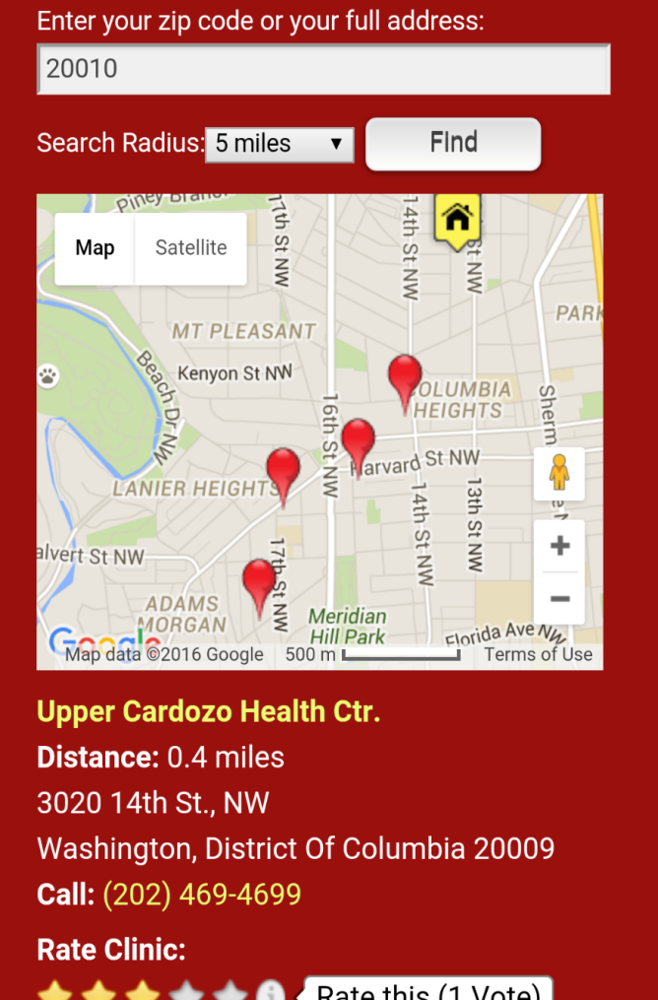 Enter your zip code or your full address:
20010
Search Radius: 5 miles ▼ FInd
Piney Branch
17th St NW
14th St NW
St NW
Map Satellite
PARK
MT PLEASANT
Kenyon St NW
Beach Dr NW
16th St NW
COLUMBIA
HEIGHTS
Sherm
Harvard St NW
LANIER HEIGHTS
14th St NW
13th St NW
e N
+
alvert St NW
17th St NW
−
ADAMS
MORGAN
Meridian
Hill Park
Florida Ave NW
Google
Map data ©2016 Google 500 m Terms of Use
Upper Cardozo Health Ctr.
Distance: 0.4 miles
3020 14th St., NW
Washington, District Of Columbia 20009
Call: (202) 469-4699
Rate Clinic:
i Rate this (1 Vote)